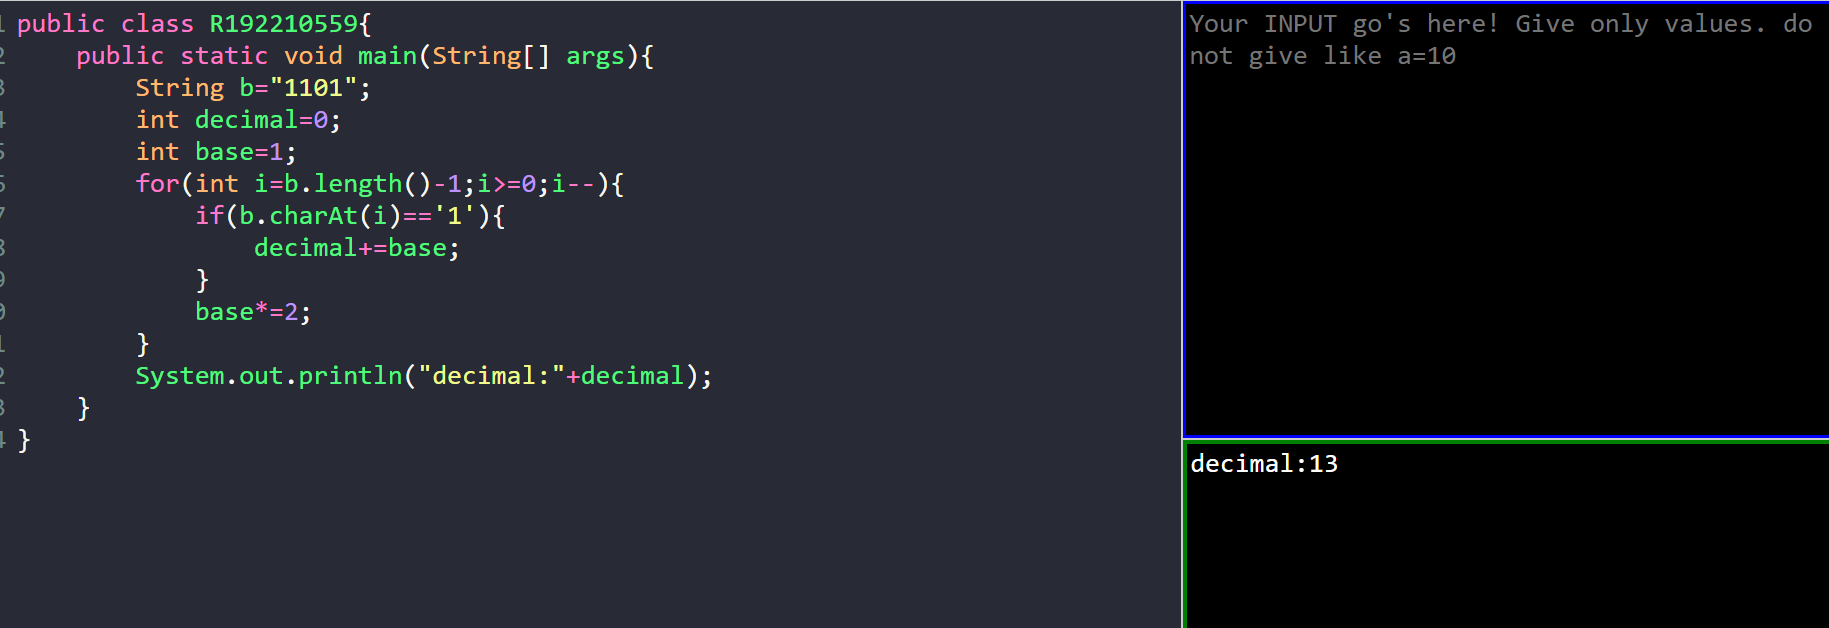 1 public class R192210559{
2 public static void main(String[] args){
3 String b="1101";
4 int decimal=0;
5 int base=1;
6 for(int i=b.length()-1;i>=0;i--){
7 if(b.charAt(i)=='1'){
8 decimal+=base;
9 }
0 base*=2;
1 }
2 System.out.println("decimal:"+decimal);
3 }
4 }
Your INPUT go's here! Give only values. do
not give like a=10
decimal:13